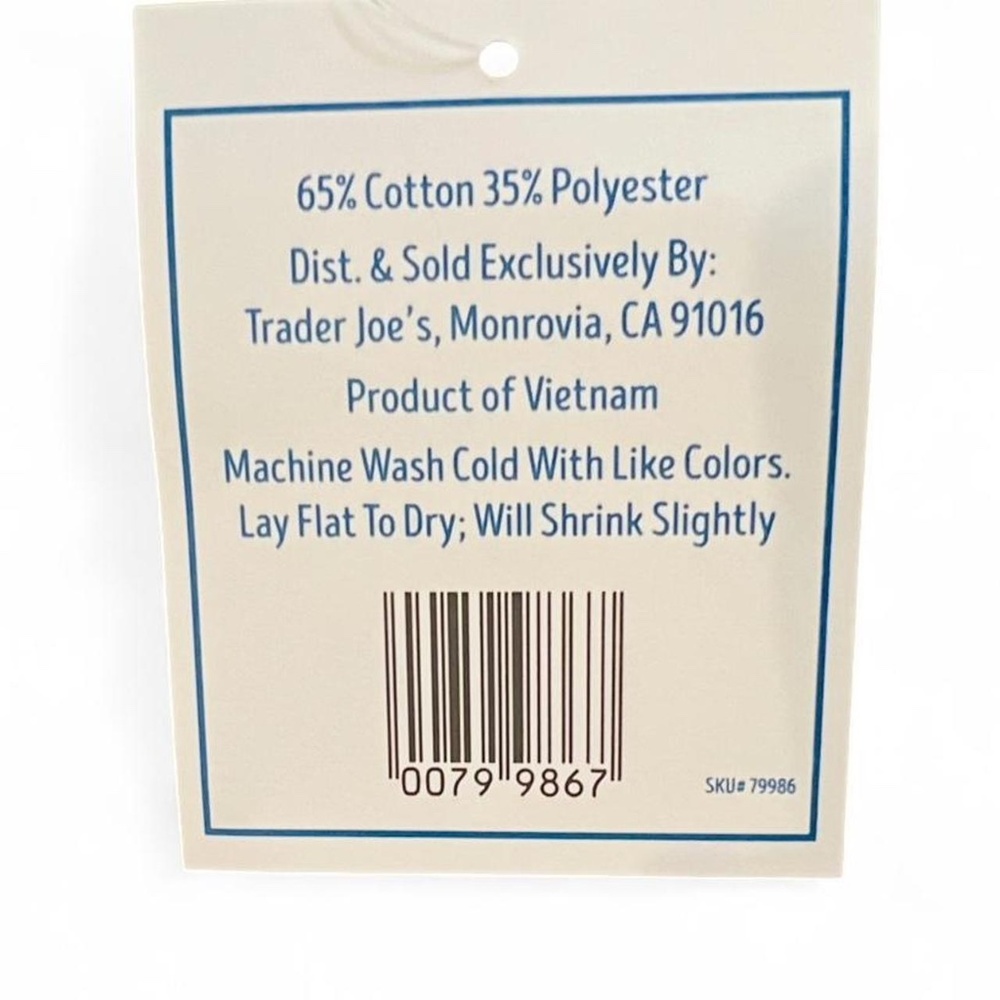 65% Cotton 35% Polyester
Dist. & Sold Exclusively By:
Trader Joe's, Monrovia, CA 91016
Product of Vietnam
Machine Wash Cold With Like Colors.
Lay Flat To Dry; Will Shrink Slightly
0079 9867
SKU# 79986